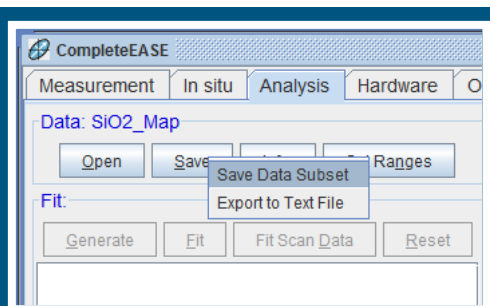 CompleteEASE
Measurement In situ Analysis Hardware
Data: SiO2_Map
Open Save Ranges
Save Data Subset
Export to Text File
Fit:
Generate Fit Fit Scan Data Reset